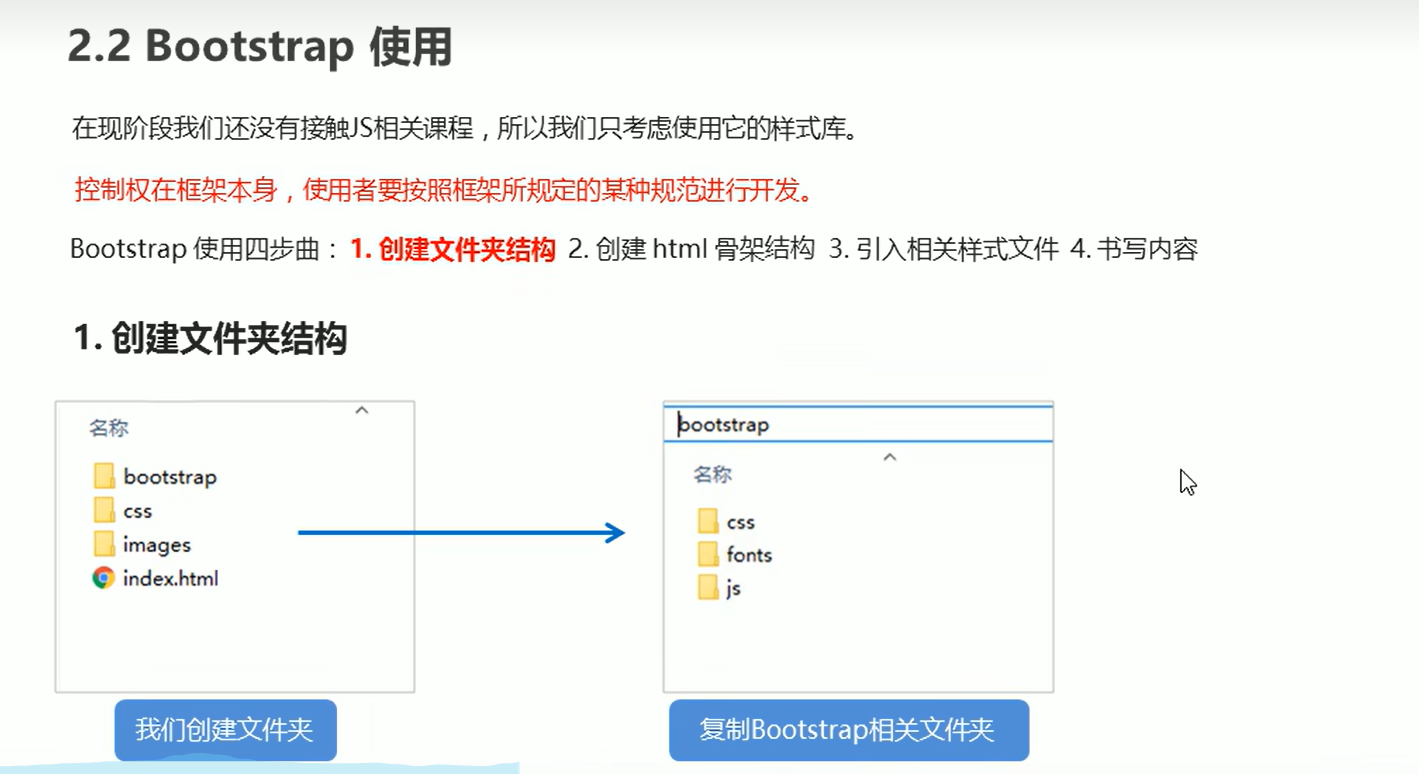 2.2 Bootstrap 使用
在现阶段我们还没有接触JS相关课程，所以我们只考虑使用它的样式库。
控制权在框架本身，使用者要按照框架所规定的某种规范进行开发。
Bootstrap 使用四步曲： 1. 创建文件夹结构 2. 创建 html 骨架结构 3. 引入相关样式文件 4. 书写内容
1. 创建文件夹结构
名称
bootstrap
css
images
index.html
我们创建文件夹
bootstrap
名称
css
fonts
js
复制Bootstrap相关文件夹